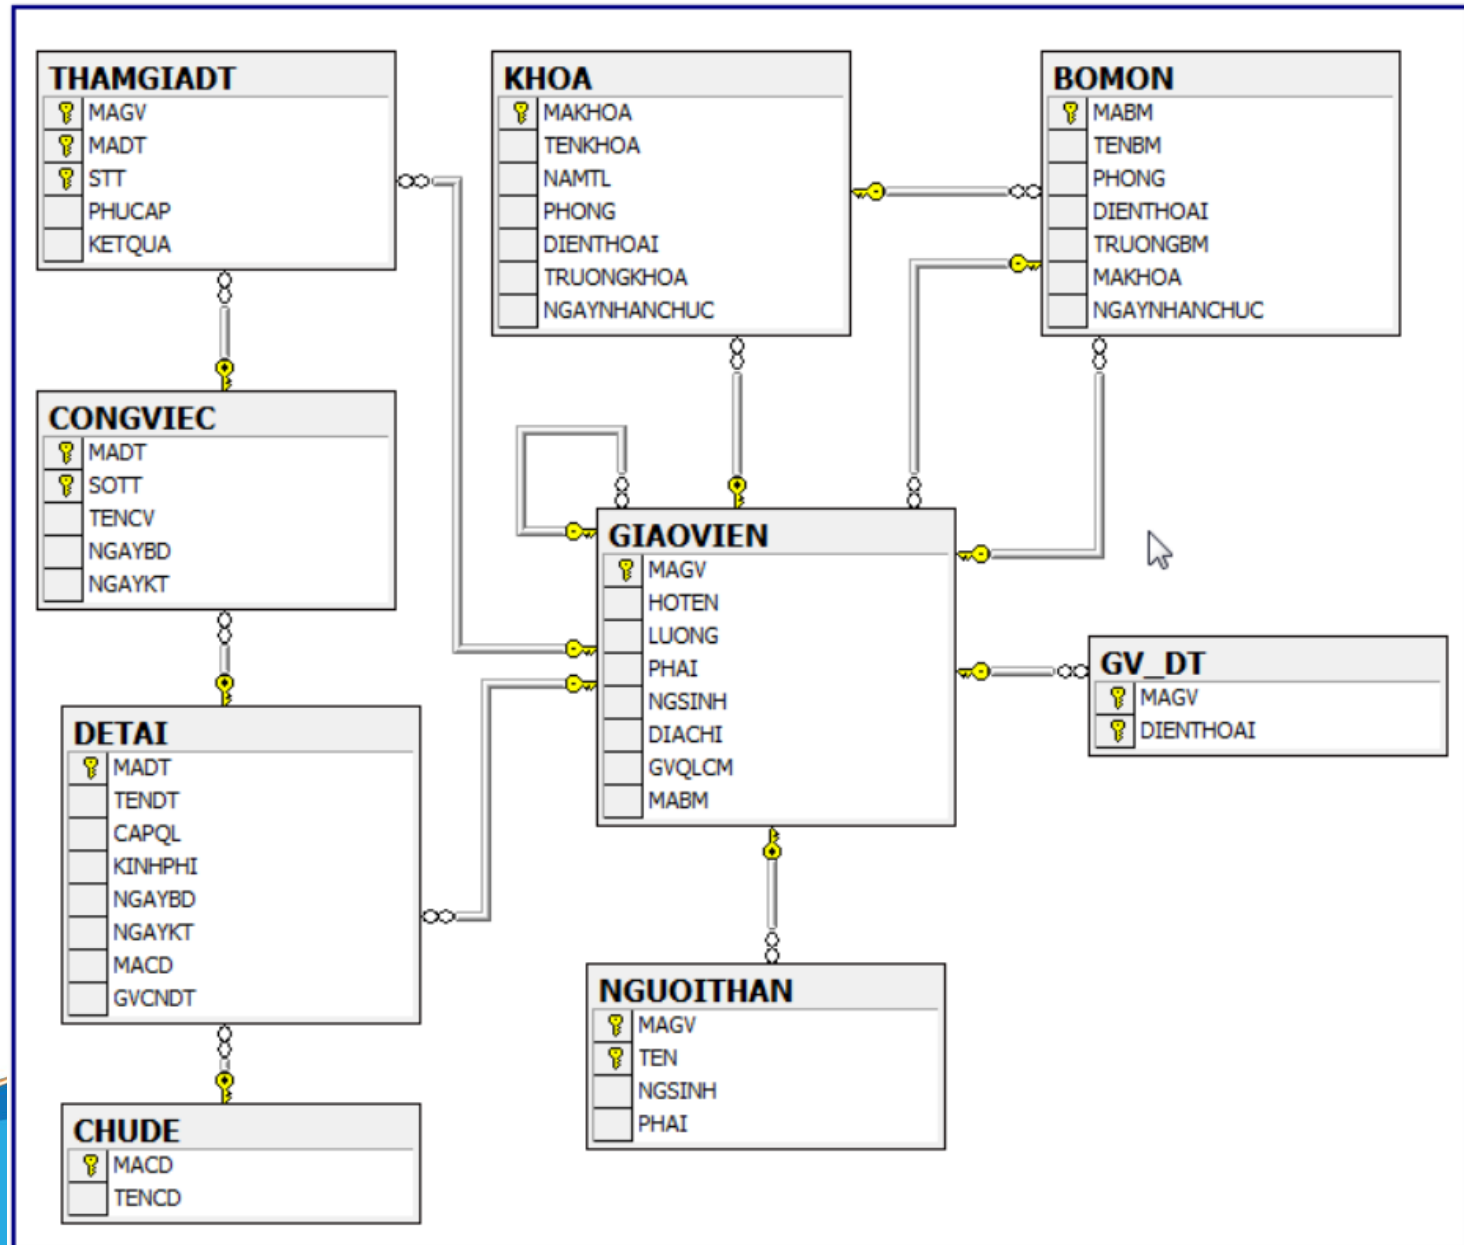 THAMGIADT
MAGV
MADT
STT
PHUCAP
KETQUA
KHOA
MAKHOA
TENKHOA
NAMTL
PHONG
DIENTHOAI
TRUONGKHOA
NGAYNHANCHUC
BOMON
MABM
TENBM
PHONG
DIENTHOAI
TRUONGBM
MAKHOA
NGAYNHANCHUC
CONGVIEC
MADT
SOTT
TENCV
NGAYBD
NGAYKT
GIAOVIEN
MAGV
HOTEN
LUONG
PHAI
NGSINH
DIACHI
GVQLCM
MABM
GV_DT
MAGV
DIENTHOAI
DETAI
MADT
TENDT
CAPQL
KINHPHI
NGAYBD
NGAYKT
MACD
GVCNDT
NGUOITHAN
MAGV
TEN
NGSINH
PHAI
CHUDE
MACD
TENCD